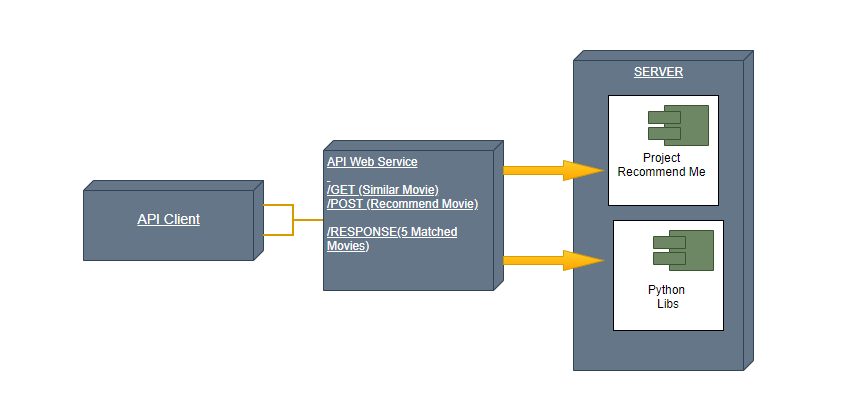 SERVER
Project
Recommend Me
API Web Service
/GET (Similar Movie)
/POST (Recommend Movie)
/RESPONSE(5 Matched
Movies)
API Client
Python
Libs